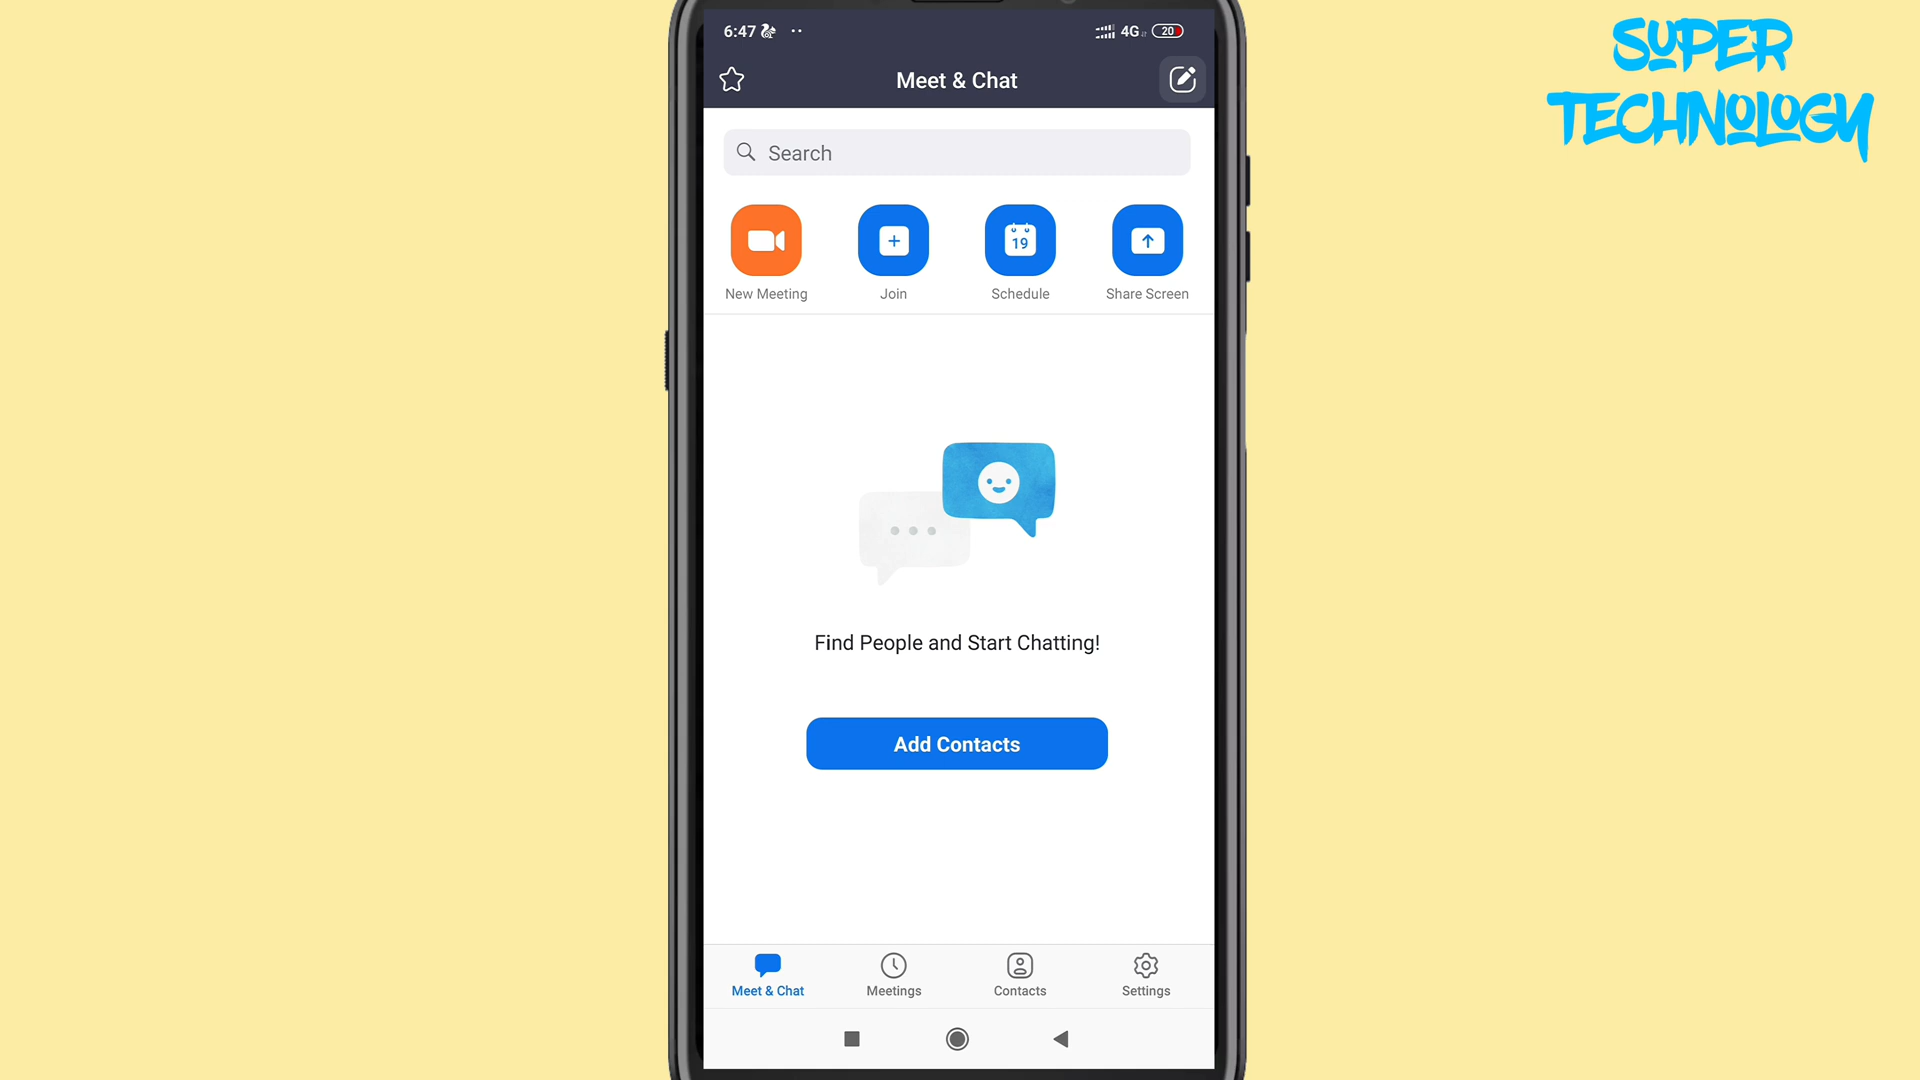 SUPER
TECHNOLOGY
6:47
4G
20
Meet & Chat
Search
19
New Meeting
Join
Schedule
Share Screen
Find People and Start Chatting!
Add Contacts
Meet & Chat
Meetings
Contacts
Settings